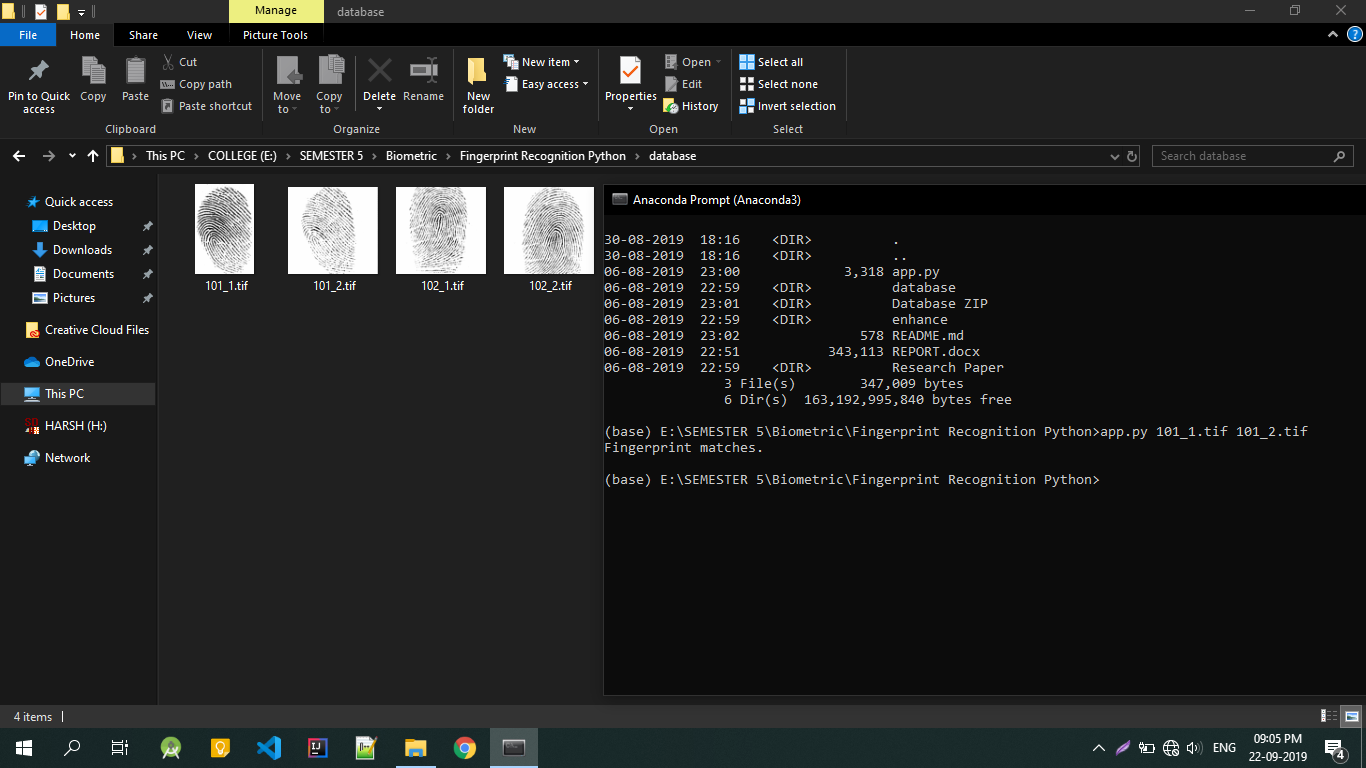 Manage
database
File
Home
Share
View
Picture Tools
Pin to Quick access
Copy
Paste
Cut
Copy path
Paste shortcut
Move to
Copy to
Delete
Rename
New folder
New item
Easy access
Properties
Open
Edit
History
Select all
Select none
Invert selection
Clipboard
Organize
New
Open
Select
This PC > COLLEGE (E:) > SEMESTER 5 > Biometric > Fingerprint Recognition Python > database
Search database
Quick access
Desktop
Downloads
Documents
Pictures
Creative Cloud Files
OneDrive
This PC
HARSH (H:)
Network
101_1.tif
101_2.tif
102_1.tif
102_2.tif
Anaconda Prompt (Anaconda3)
30-08-2019  18:16    <DIR>          .
30-08-2019  18:16    <DIR>          ..
06-08-2019  23:00             3,318 app.py
06-08-2019  22:59    <DIR>          database
06-08-2019  23:01    <DIR>          Database ZIP
06-08-2019  22:59    <DIR>          enhance
06-08-2019  23:02               578 README.md
06-08-2019  22:51           343,113 REPORT.docx
06-08-2019  22:59    <DIR>          Research Paper
               3 File(s)        347,009 bytes
               6 Dir(s)  163,192,995,840 bytes free
(base) E:\SEMESTER 5\Biometric\Fingerprint Recognition Python>app.py 101_1.tif 101_2.tif
Fingerprint matches.
(base) E:\SEMESTER 5\Biometric\Fingerprint Recognition Python>
4 items
ENG
09:05 PM
22-09-2019
4